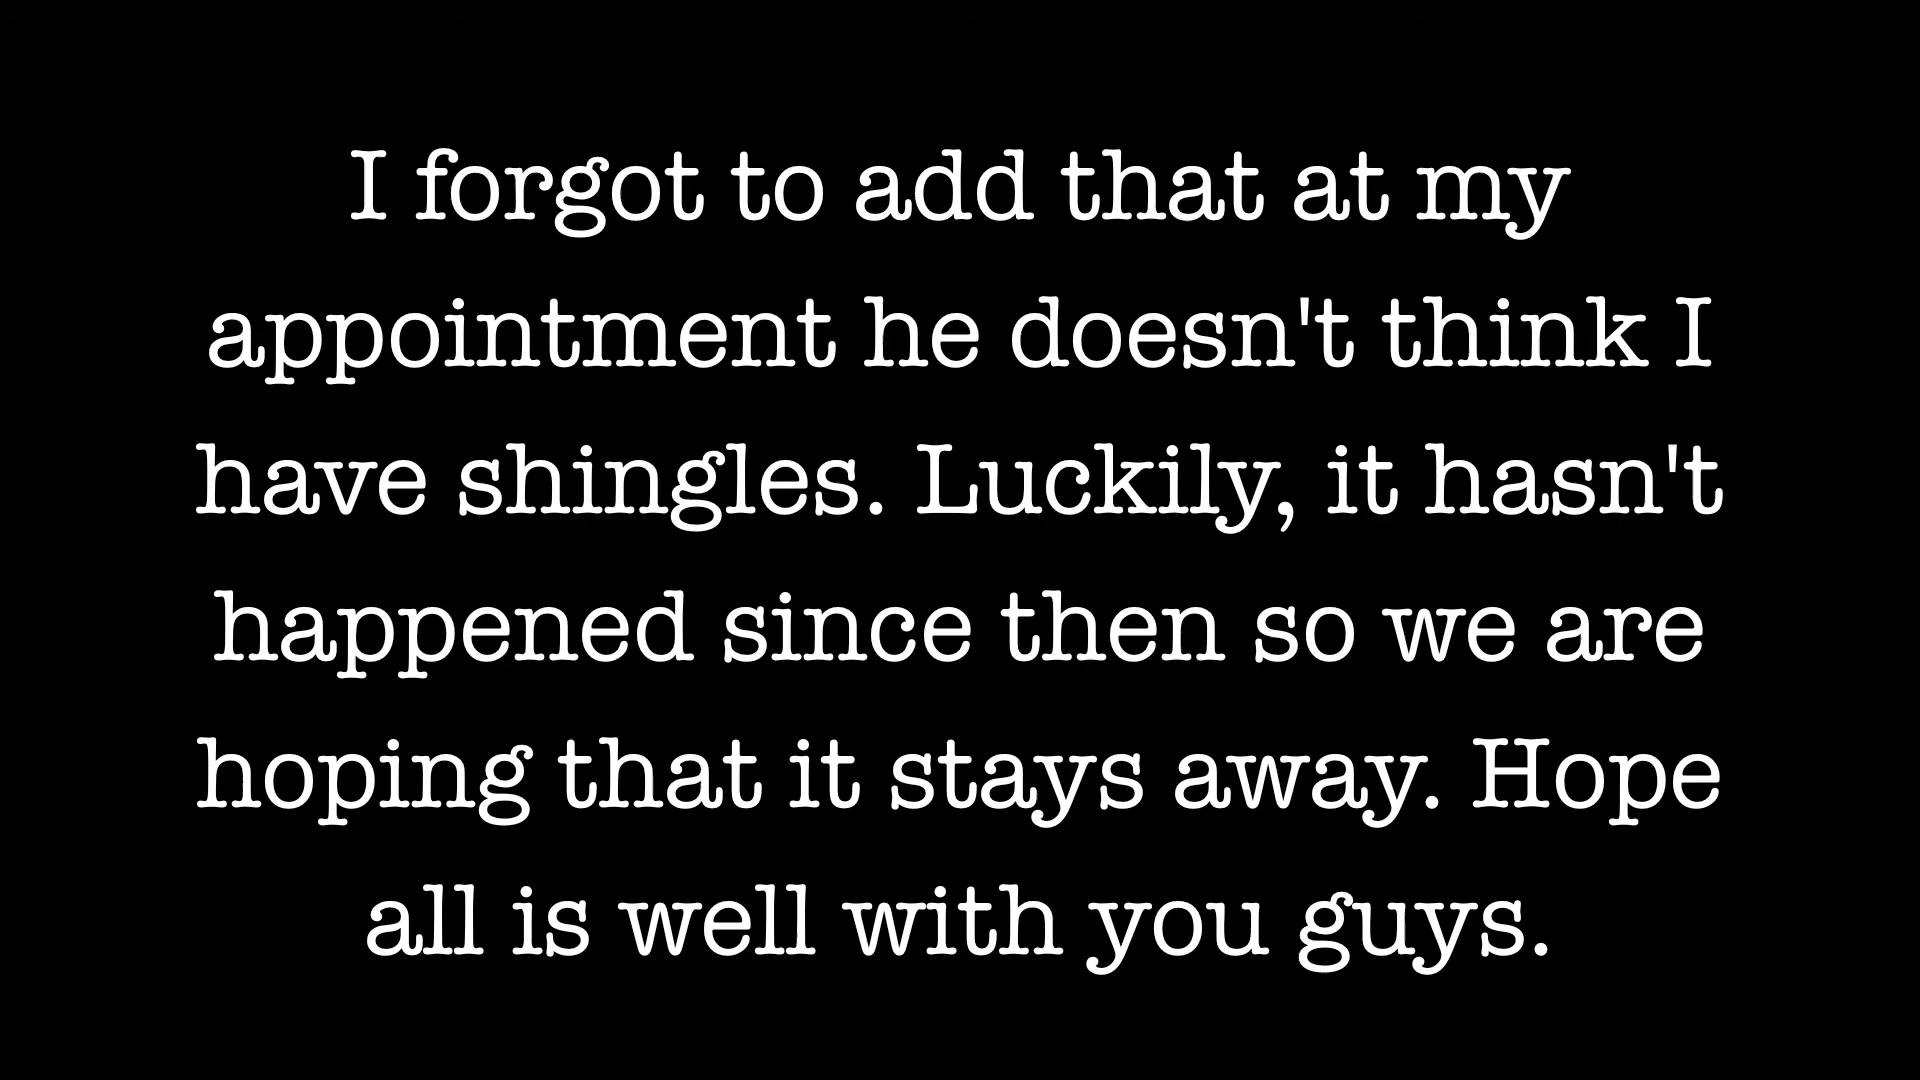 I forgot to add that at my
appointment he doesn't think I
have shingles. Luckily, it hasn't
happened since then so we are
hoping that it stays away. Hope
all is well with you guys.